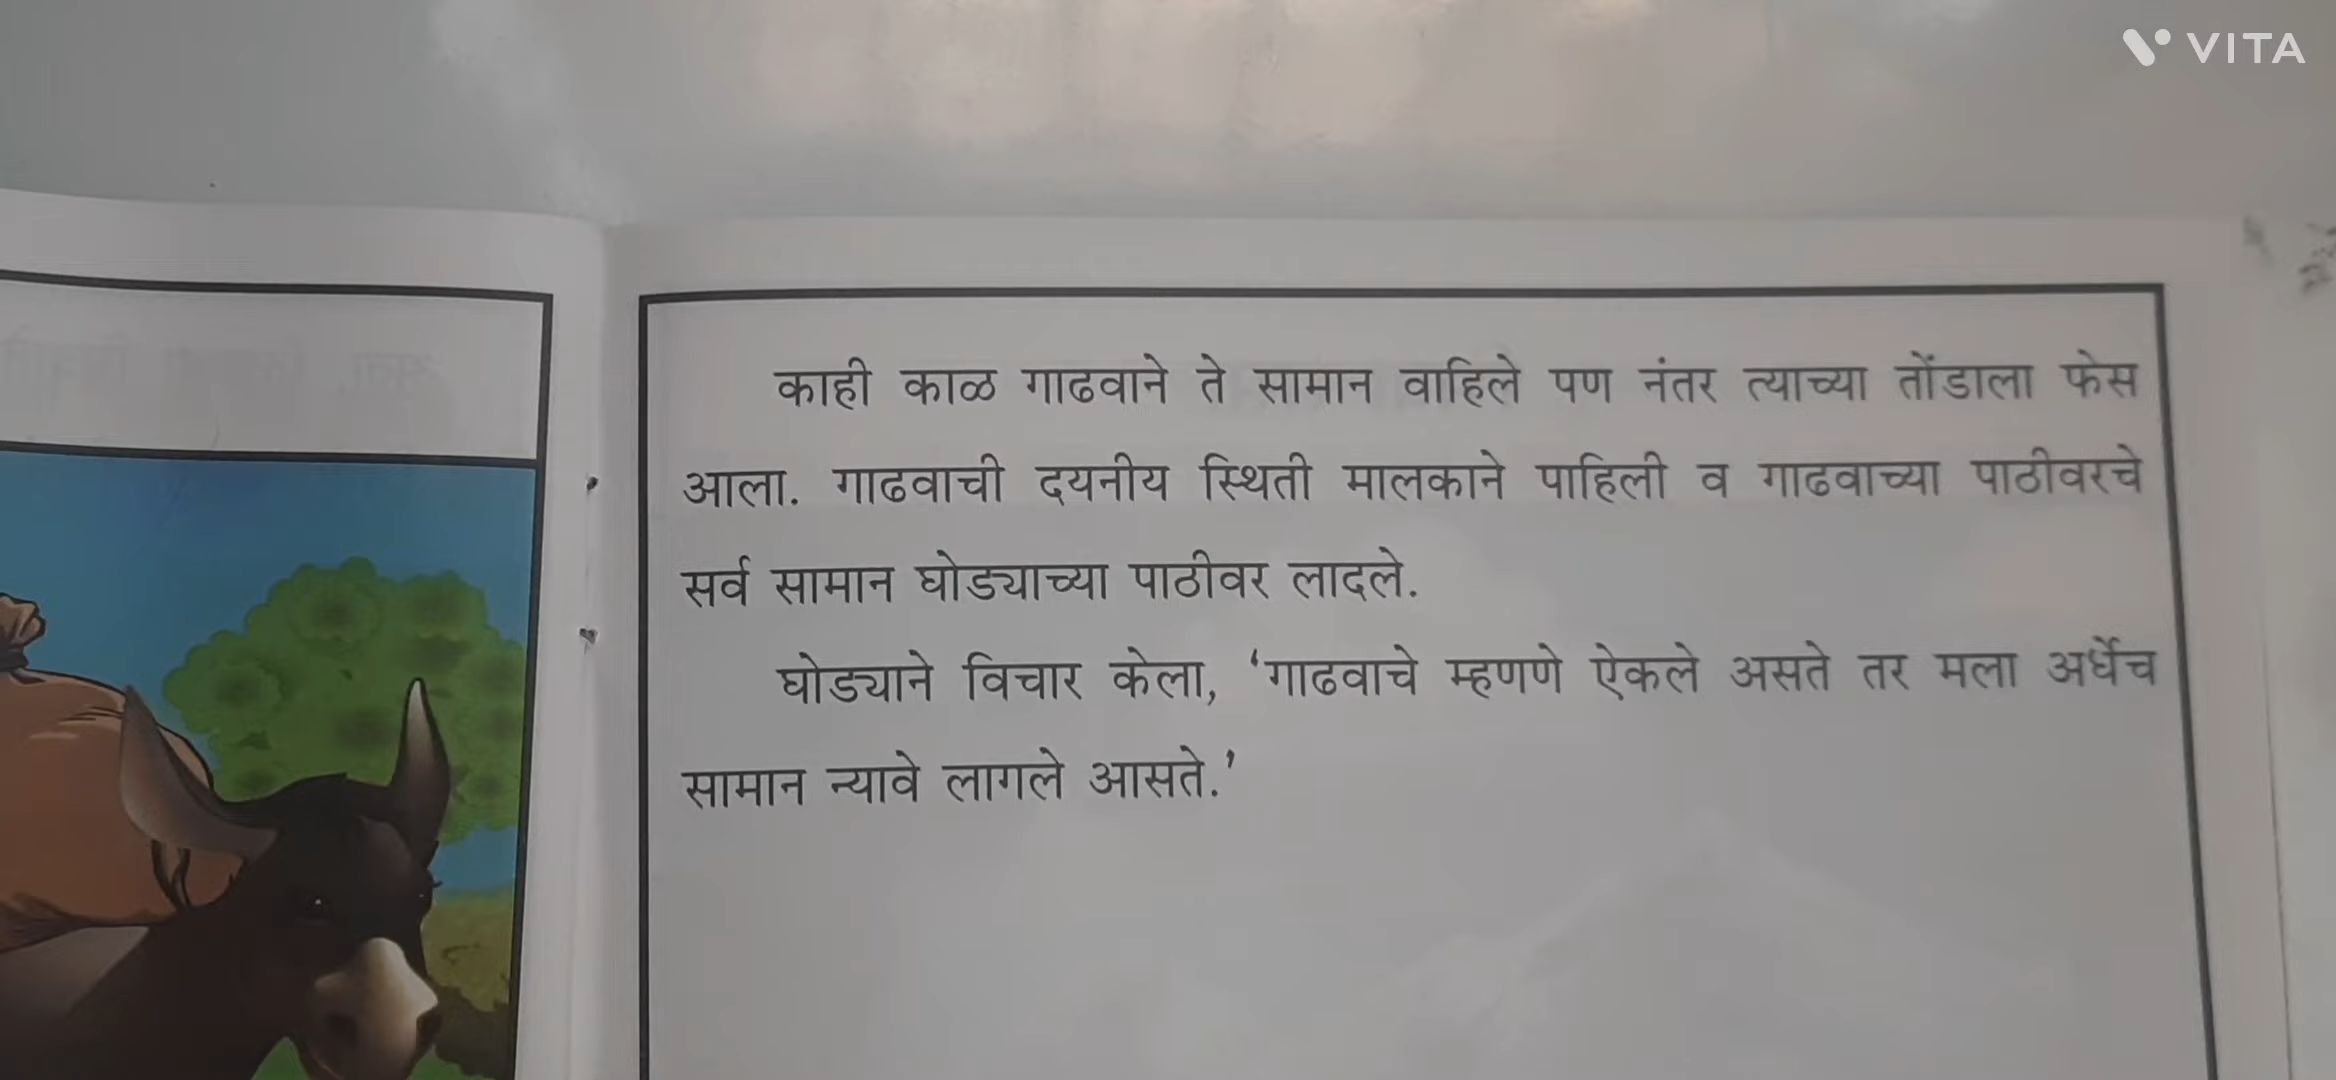 VITA
काही काळ गाढवाने ते सामान वाहिले पण नंतर त्याच्या तोंडाला फेस
आला. गाढवाची दयनीय स्थिती मालकाने पाहिली व गाढवाच्या पाठीवरचे
सर्व सामान घोड्याच्या पाठीवर लादले.
घोड्याने विचार केला, ‘गाढवाचे म्हणणे ऐकले असते तर मला अर्धेच
सामान न्यावे लागले आसते.’